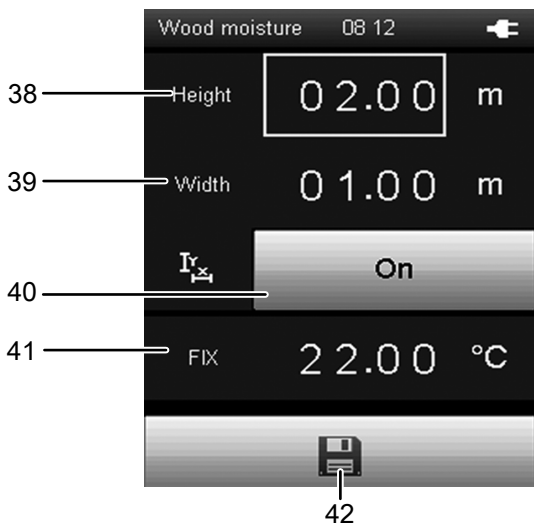 Wood moisture 08 12
38 Height 02.00 m
39 Width 01.00 m
40 On
41 FIX 22.00 °C
42